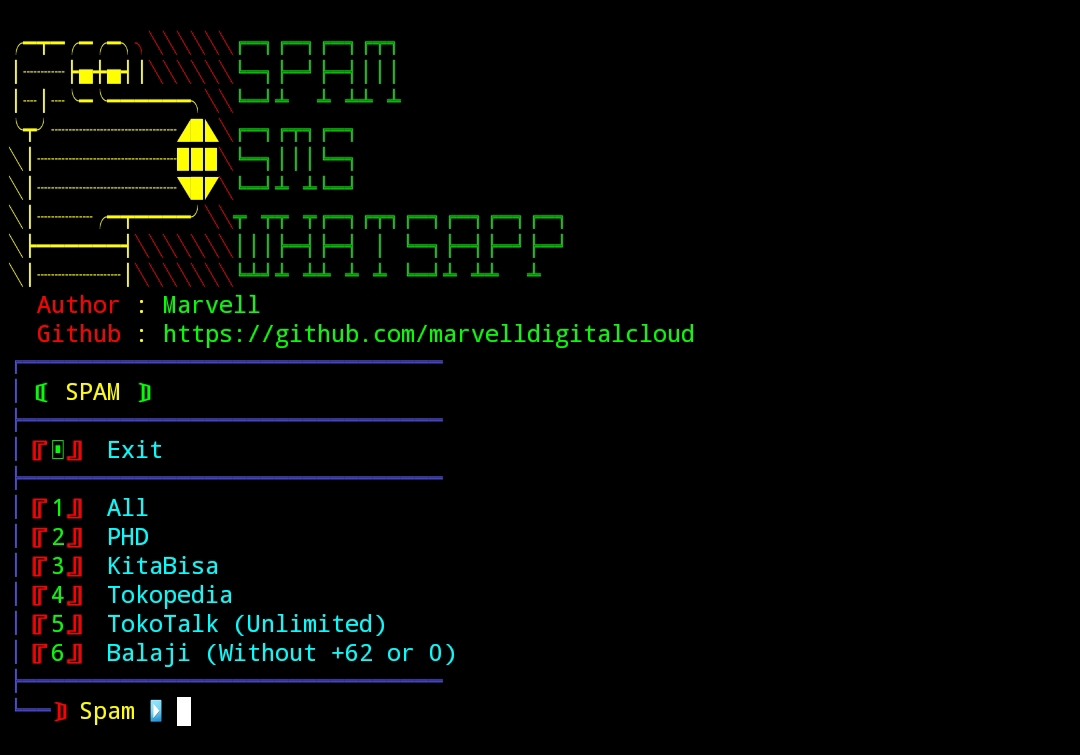 SPAM
SMS
WHATSAPP
Author : Marvell
Github : https://github.com/marvelldigitalcloud
⟦ SPAM ⟧
『0』 Exit
『1』 All
『2』 PHD
『3』 KitaBisa
『4』 Tokopedia
『5』 TokoTalk (Unlimited)
『6』 Balaji (Without +62 or 0)
⟧ Spam